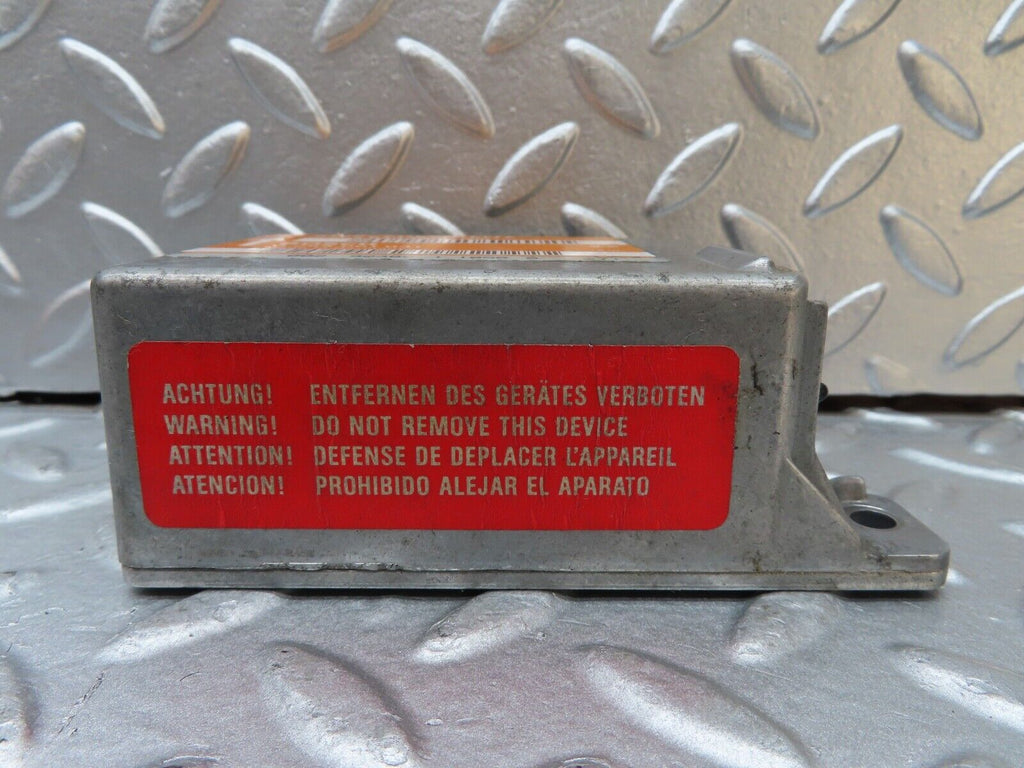 ACHTUNG! ENTFERNEN DES GERÄTES VERBOTEN
WARNING! DO NOT REMOVE THIS DEVICE
ATTENTION! DEFENSE DE DEPLACER L'APPAREIL
ATENCION! PROHIBIDO ALEJAR EL APARATO